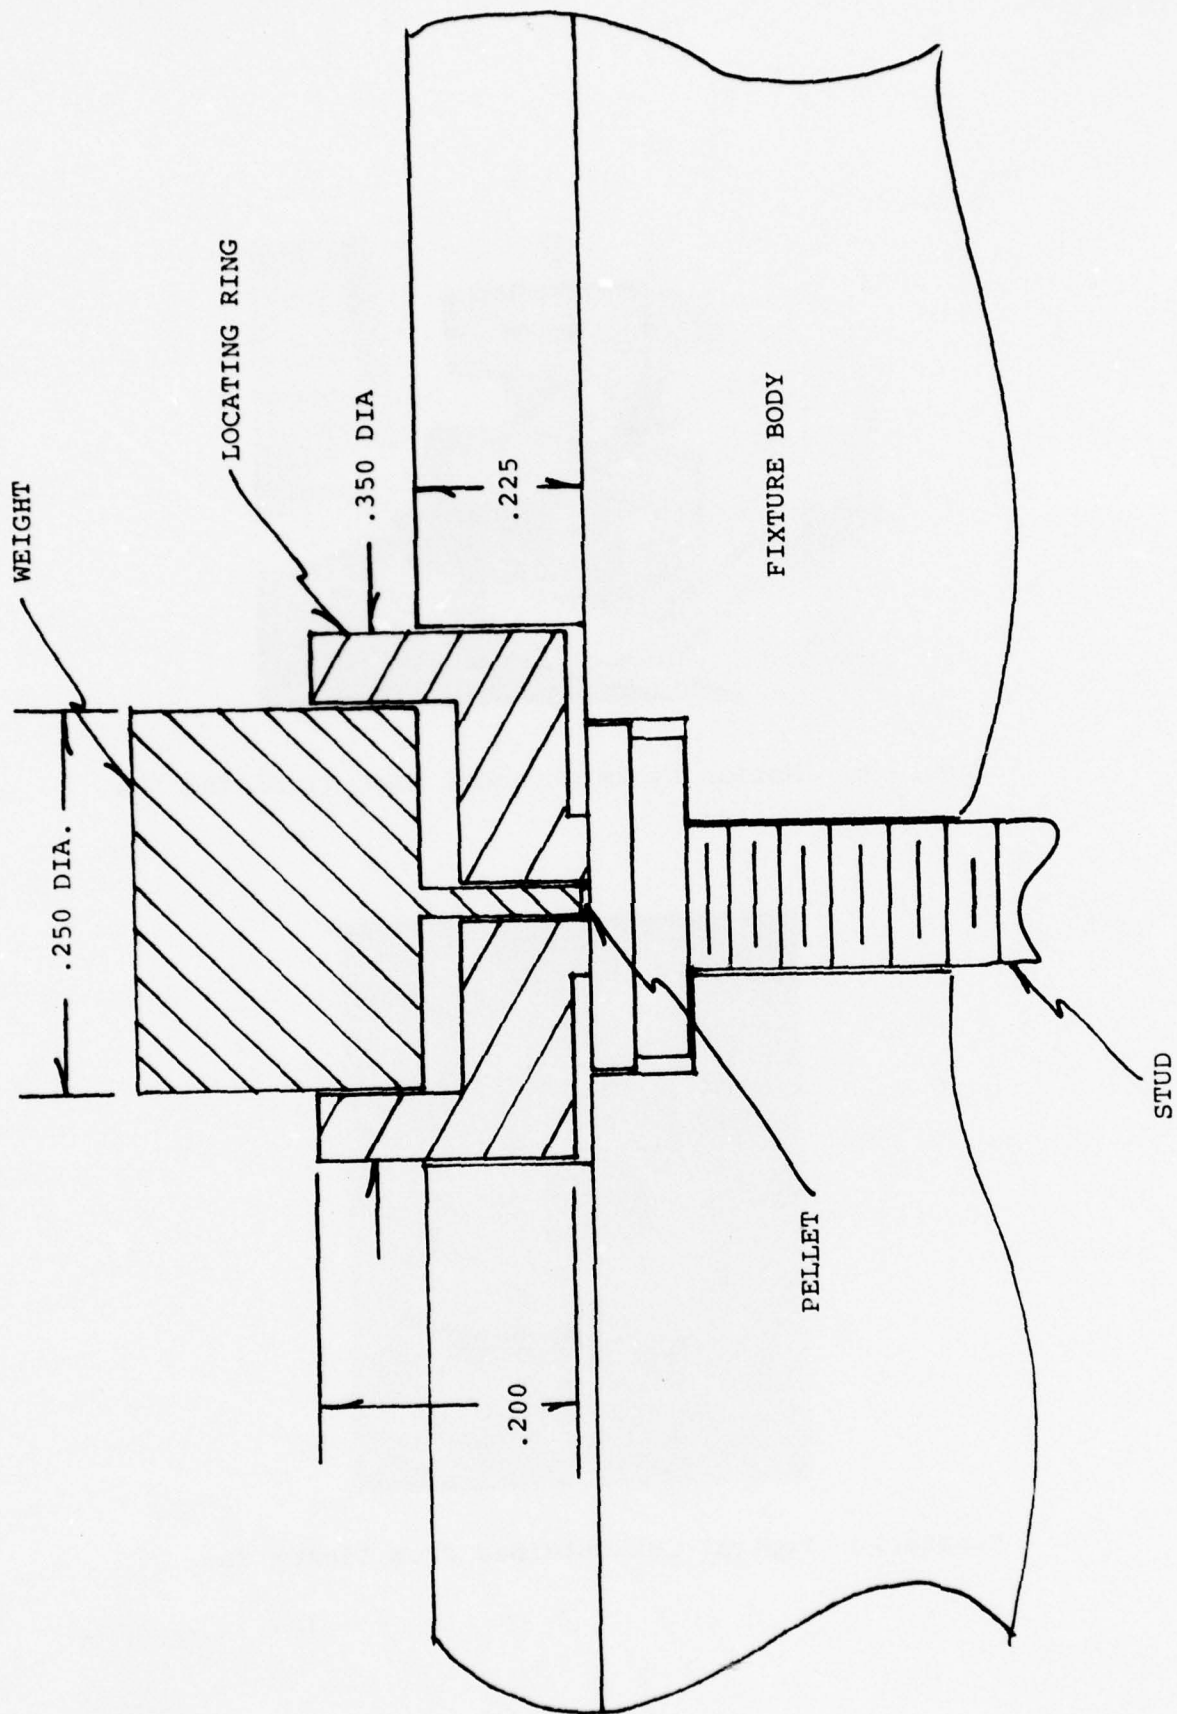 WEIGHT
.250 DIA.
LOCATING RING
.350 DIA
.225
FIXTURE BODY
.200
PELLET
STUD